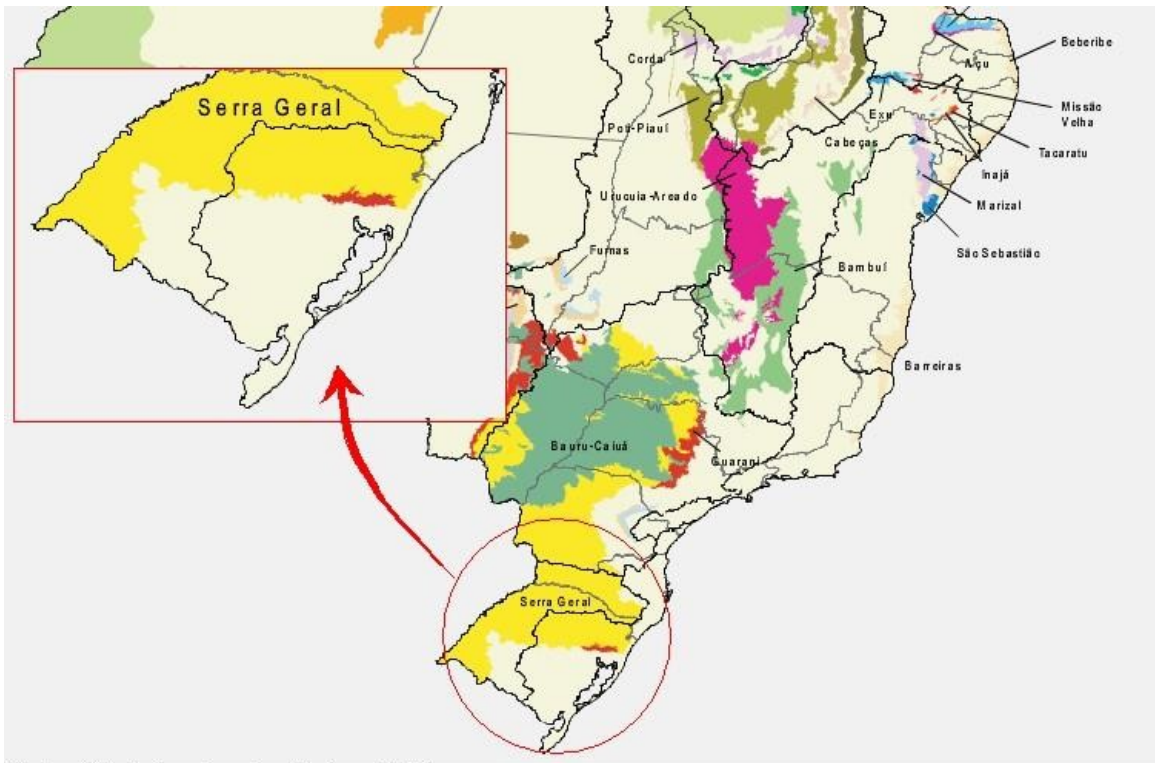 Beberibe
Açu
Corda
Serra Geral
Missão
Velha
Exu
Poti-Piauí
Cabeças
Tacaratu
Inajá
Urucuia-Areado
Marizal
São Sebastião
Furnas
Bambuí
Barreiras
Bauru-Caiuá
Guarani
Serra Geral